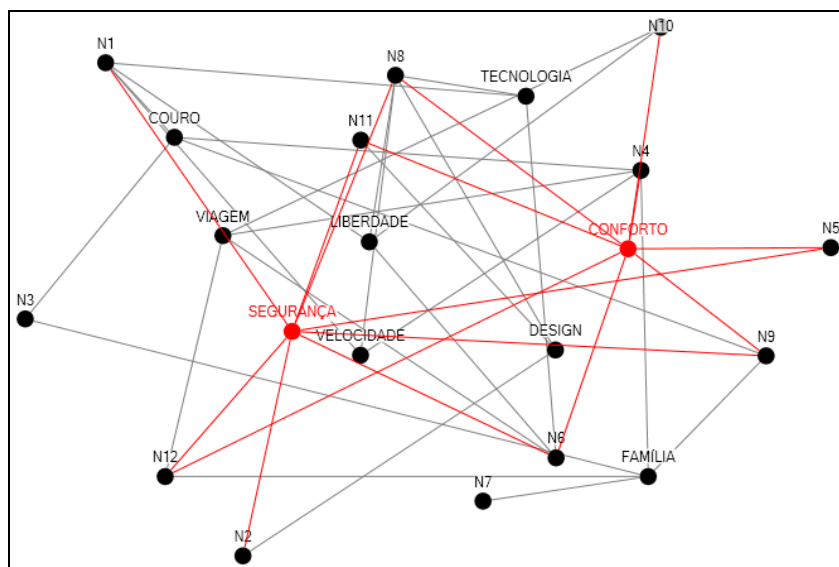 N10
N1
N8
TECNOLOGIA
COURO
N11
N4
VIAGEM
LIBERDADE
CONFORTO
N5
N3
SEGURANÇA
VELOCIDADE
DESIGN
N9
N6
N12
FAMÍLIA
N7
N2